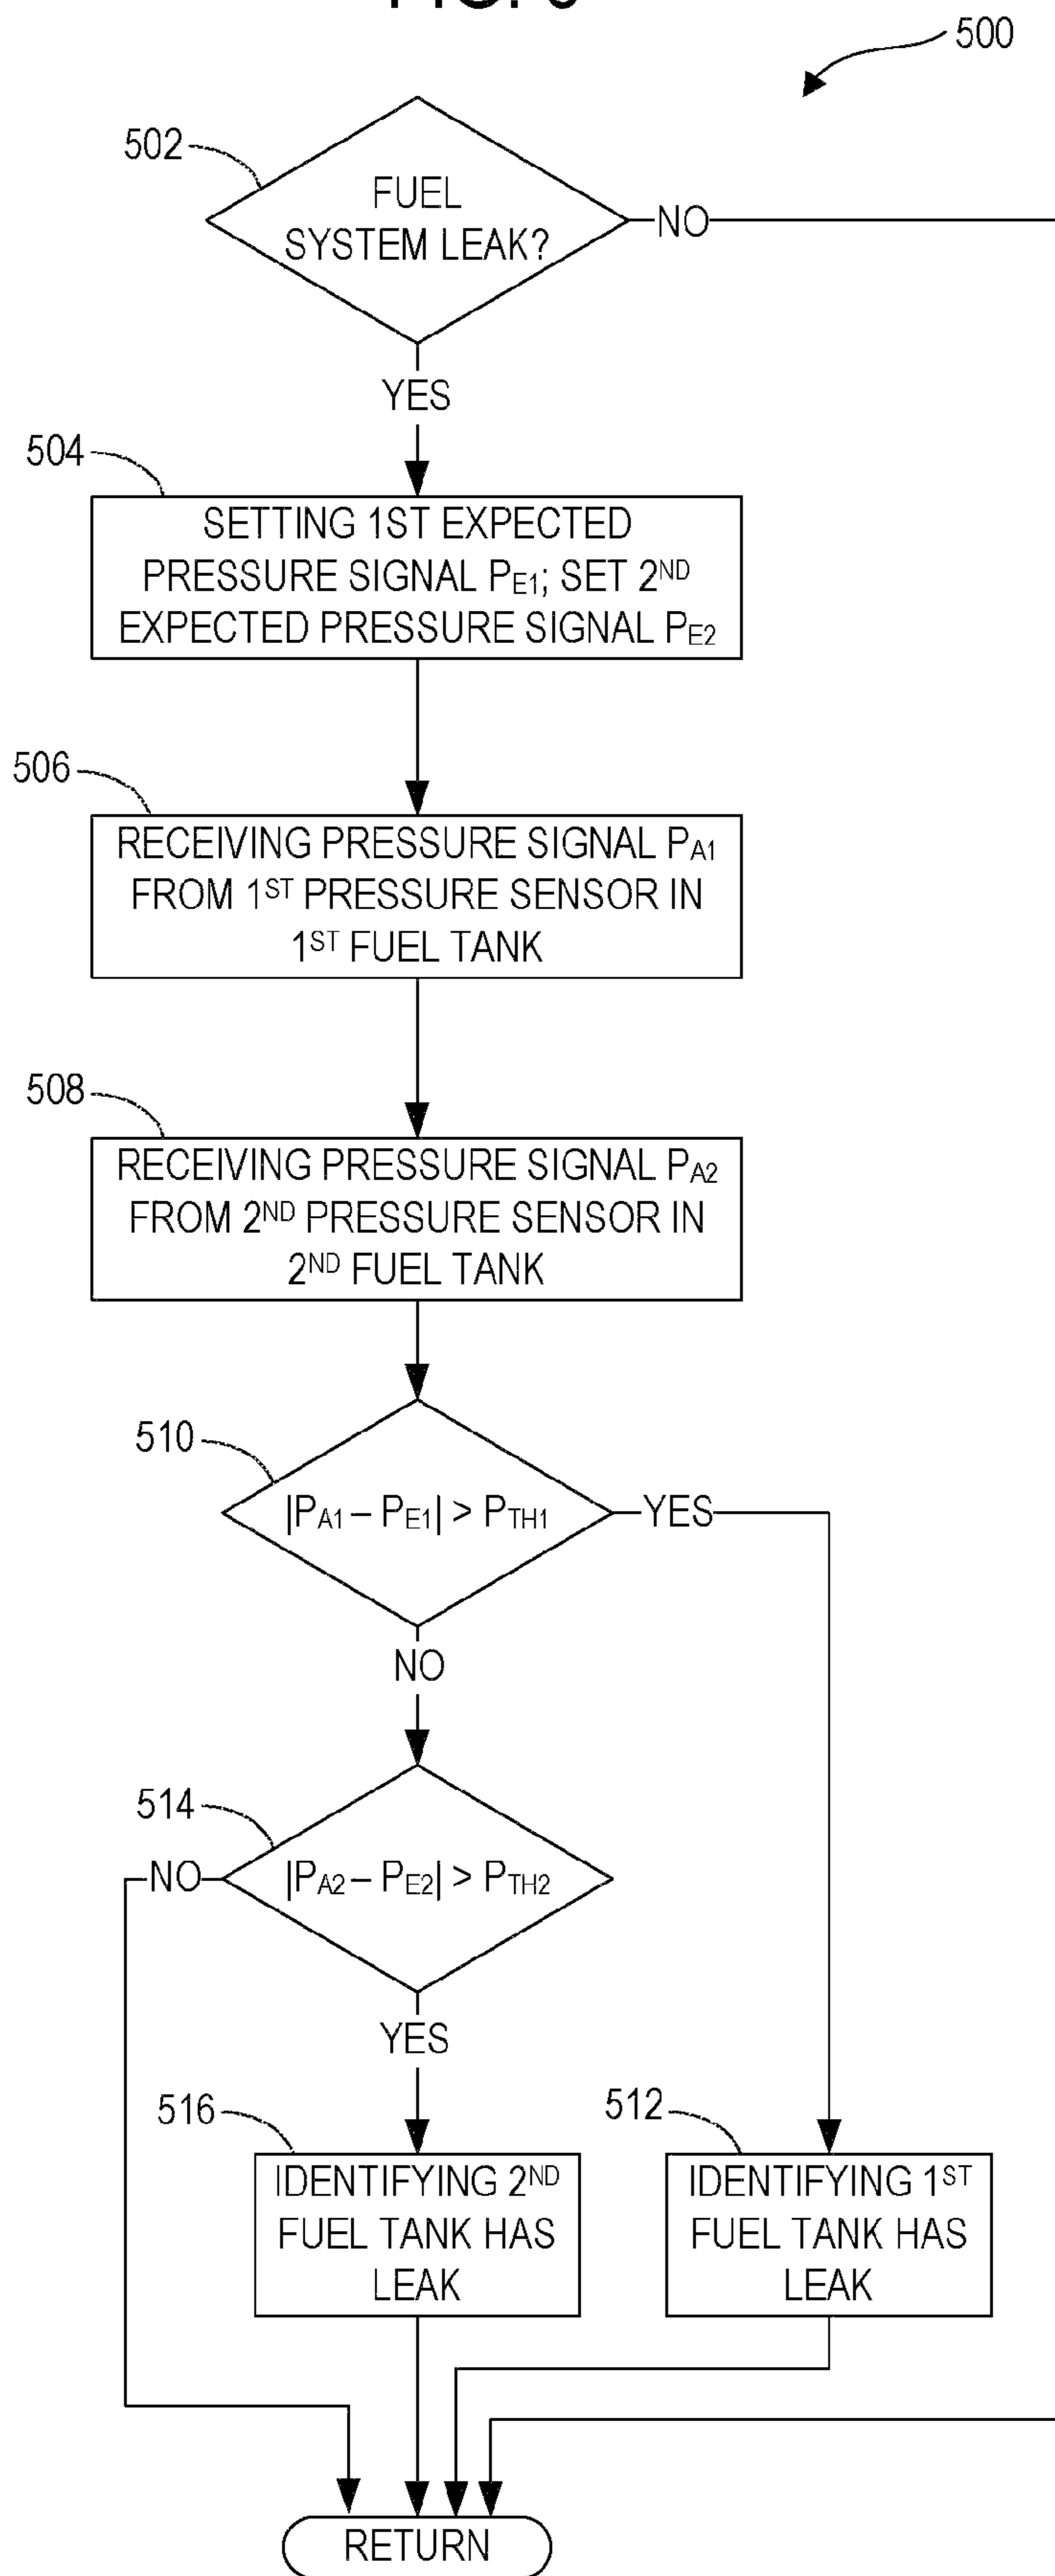 500
502
FUEL
SYSTEM LEAK?
NO
YES
504
SETTING 1ST EXPECTED
PRESSURE SIGNAL PE1; SET 2ND
EXPECTED PRESSURE SIGNAL PE2
506
RECEIVING PRESSURE SIGNAL PA1
FROM 1ST PRESSURE SENSOR IN
1ST FUEL TANK
508
RECEIVING PRESSURE SIGNAL PA2
FROM 2ND PRESSURE SENSOR IN
2ND FUEL TANK
510
|PA1 – PE1| > PTH1
YES
NO
514
|PA2 – PE2| > PTH2
NO
YES
516
IDENTIFYING 2ND
FUEL TANK HAS
LEAK
512
IDENTIFYING 1ST
FUEL TANK HAS
LEAK
RETURN